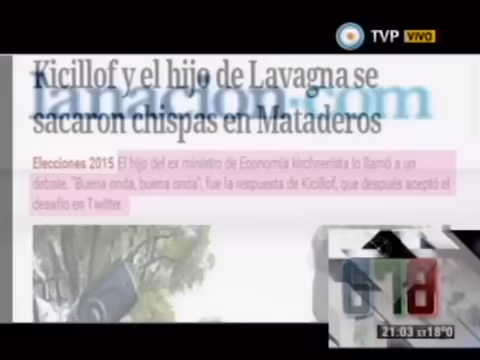 TVP VIVO
Kicillof y el hijo de Lavagna se
lanacion.com
sacaron chispas en Mataderos
Elecciones 2015 El hijo del ex ministro de Economía kirchnerista lo llamó a un
debate. "Buena onda, buena onda", fue la respuesta de Kicillof, que después aceptó el
desafío en Twitter.
678
21:03 ST 18°0